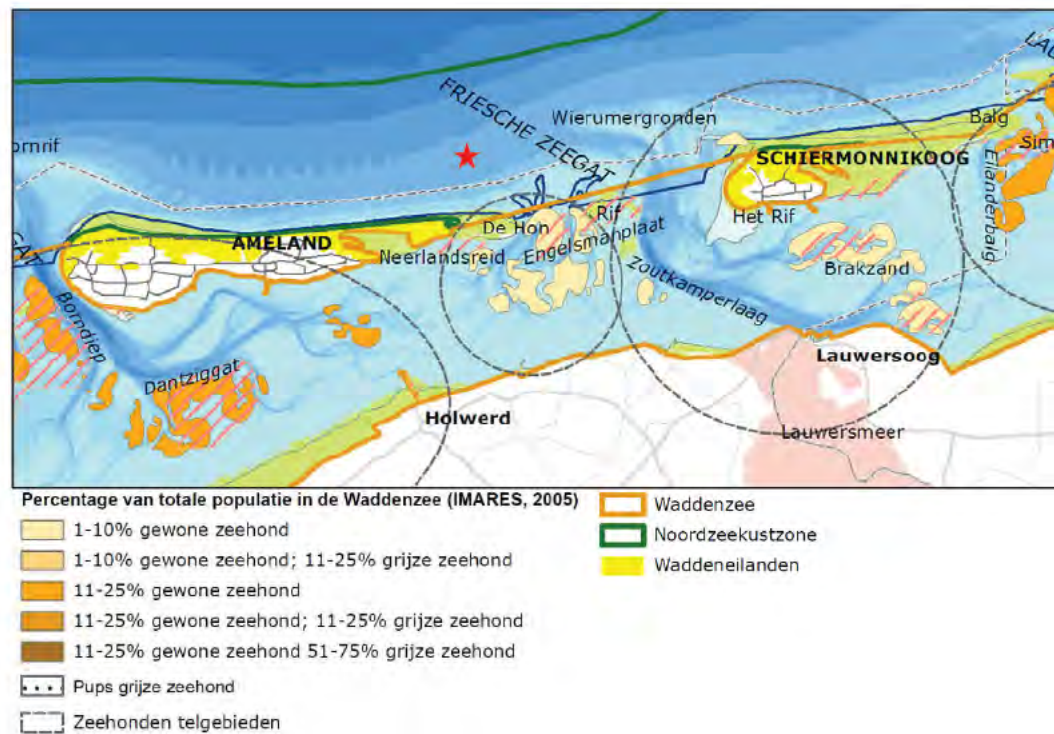 LAU
FRIESCHE ZEEGAT
Wierumergronden
Balg
ornrif
SCHIERMONNIKOOG
Sim
Eilanderbalg
Rif
Het Rif
De Hon
AMELAND
Engelsmanplaat
Neerlandsreid
GAT
Brakzand
Zoutkamperlaag
Borndiep
Lauwersoog
Dantziggat
Holwerd
Lauwersmeer
Percentage van totale populatie in de Waddenzee (IMARES, 2005)
1-10% gewone zeehond
1-10% gewone zeehond; 11-25% grijze zeehond
11-25% gewone zeehond
11-25% gewone zeehond; 11-25% grijze zeehond
11-25% gewone zeehond 51-75% grijze zeehond
Pups grijze zeehond
Zeehonden telgebieden
Waddenzee
Noordzeekustzone
Waddeneilanden